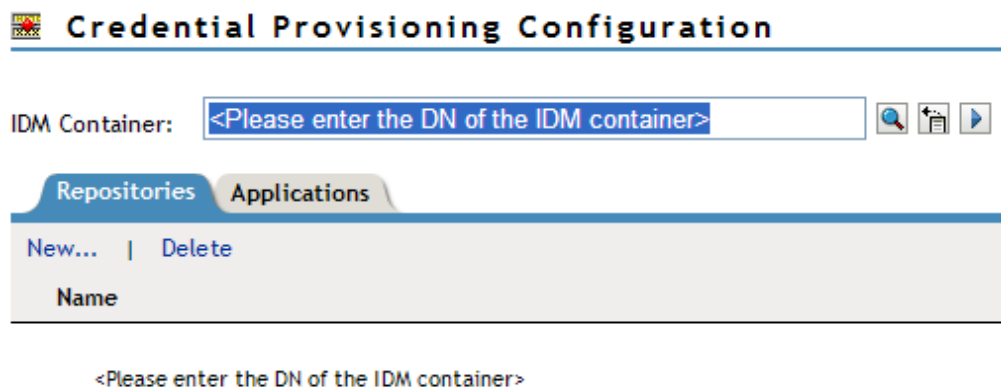 Credential Provisioning Configuration
IDM Container: <Please enter the DN of the IDM container>
Repositories Applications
New... | Delete
Name
<Please enter the DN of the IDM container>